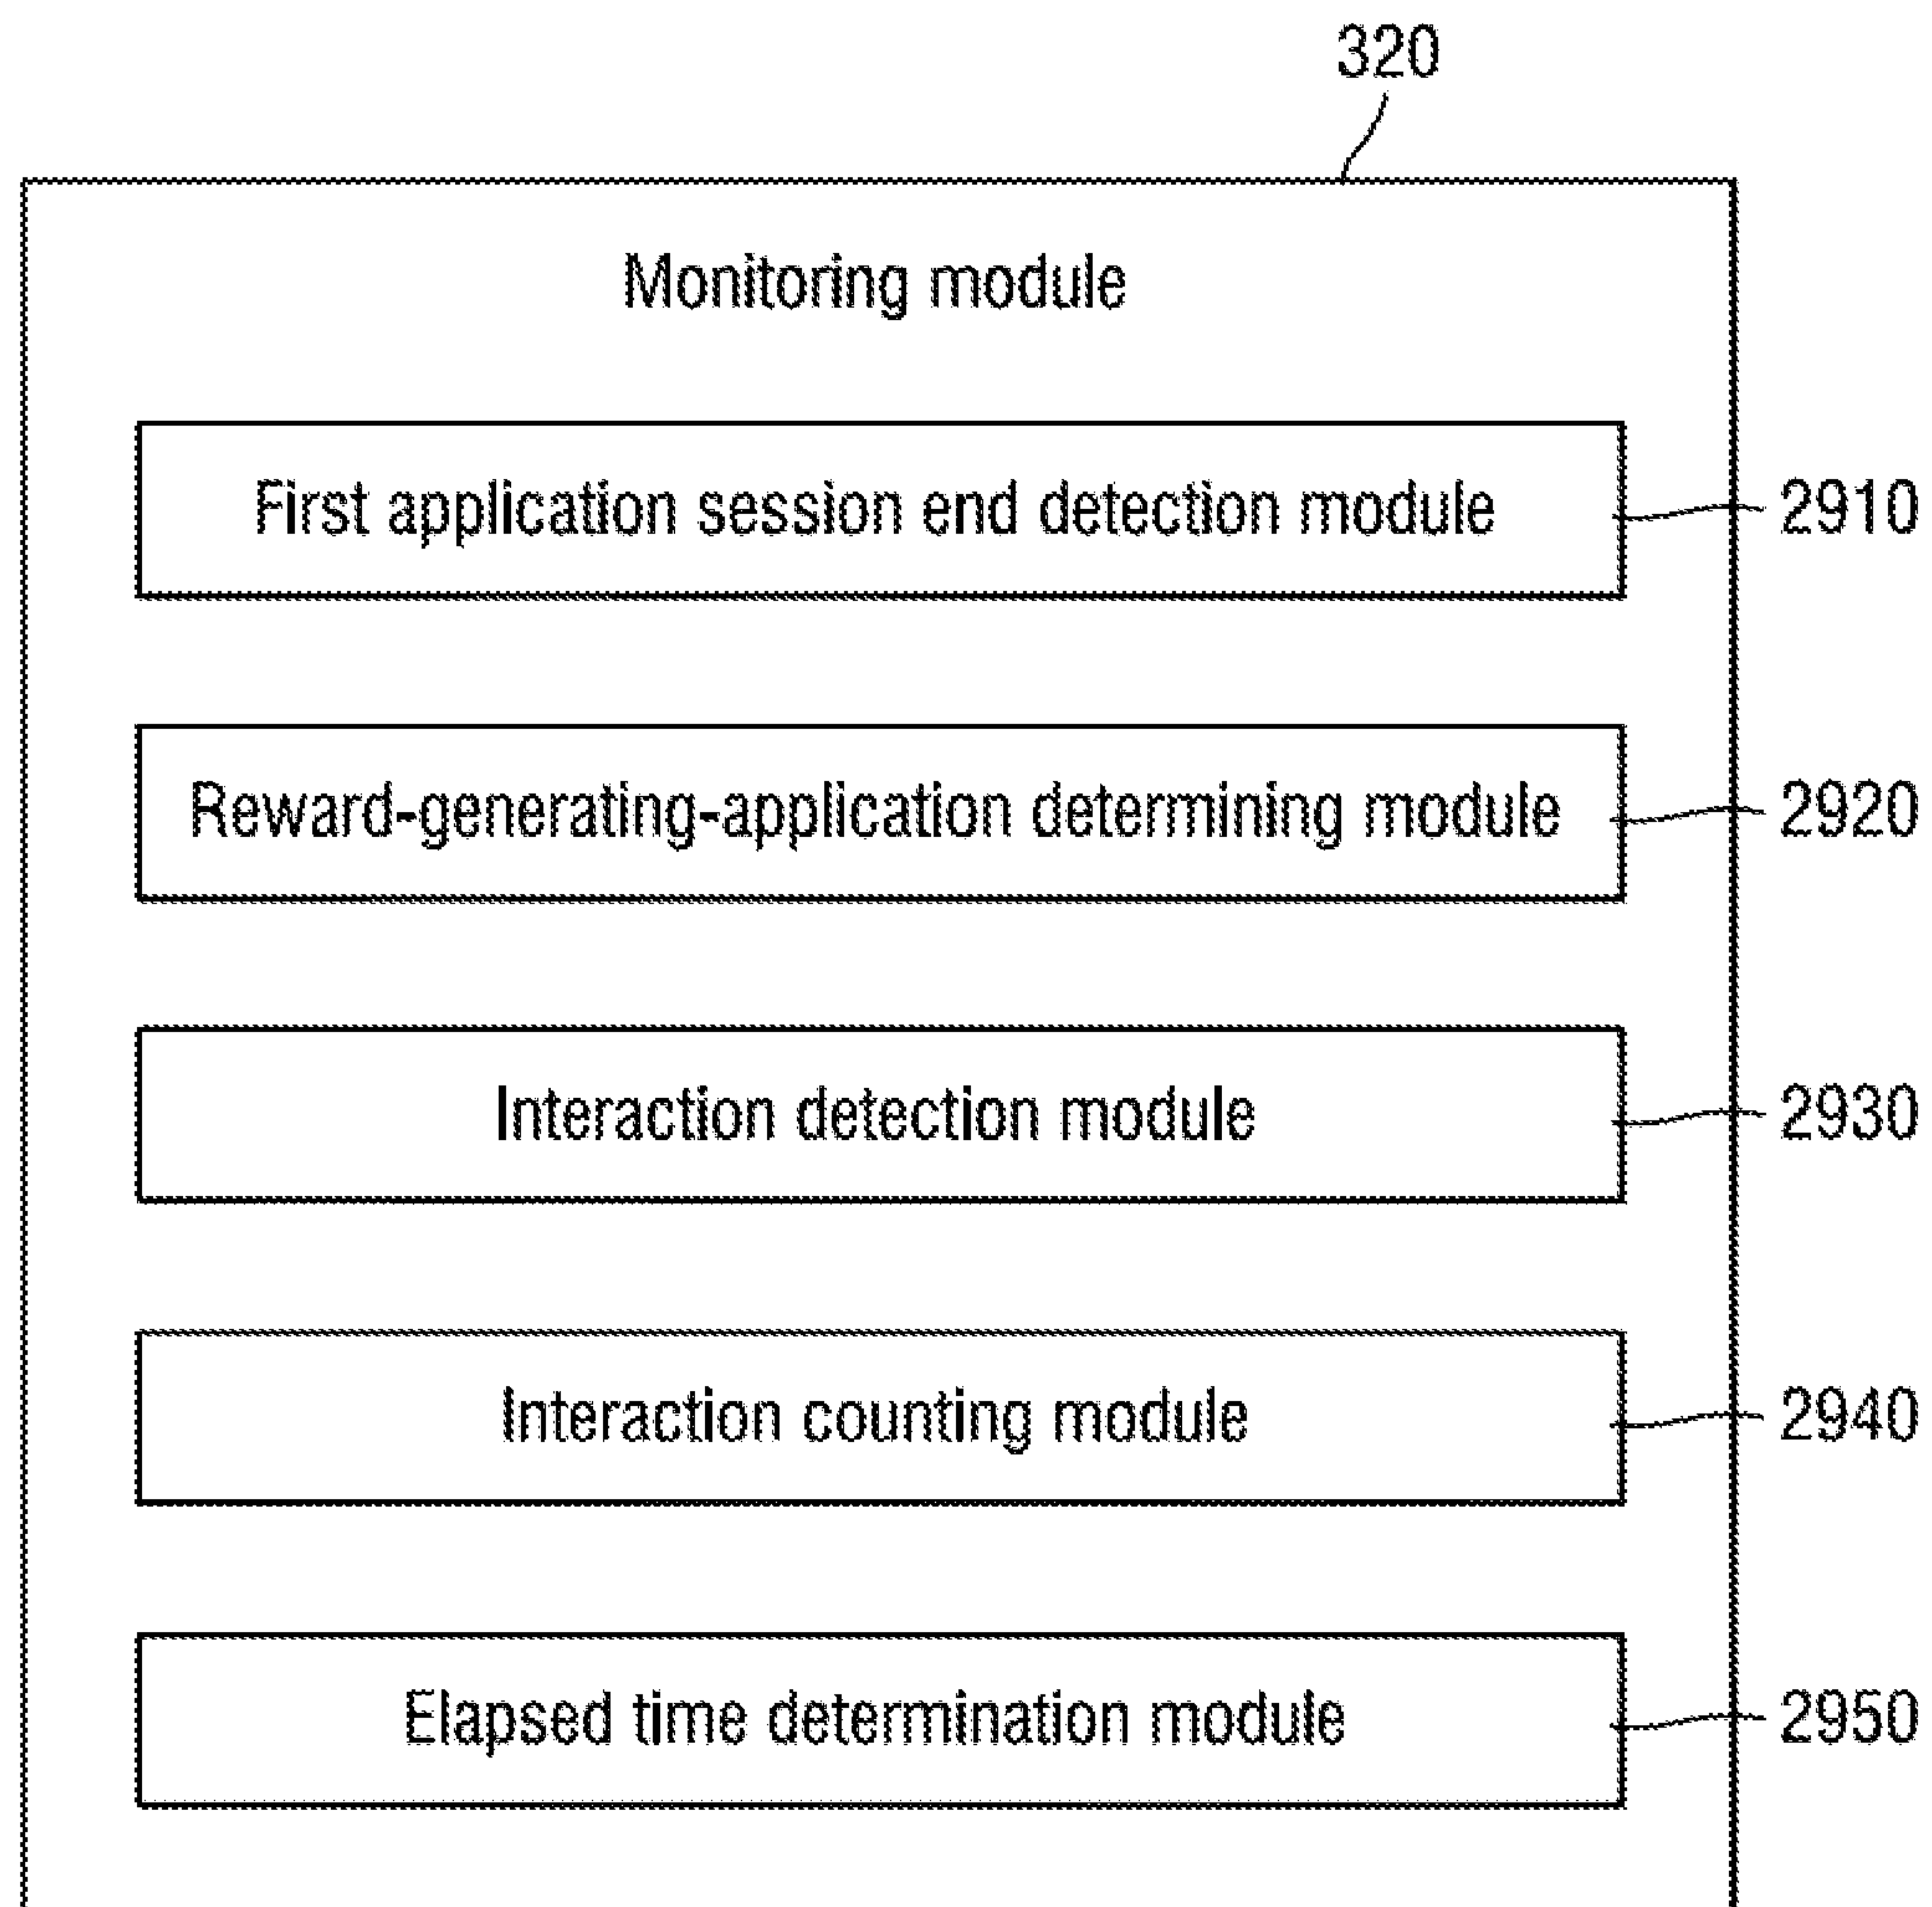 320
Monitoring module
First application session end detection module
2910
Reward-generating-application determining module
2920
Interaction detection module
2930
Interaction counting module
2940
Elapsed time determination module
2950